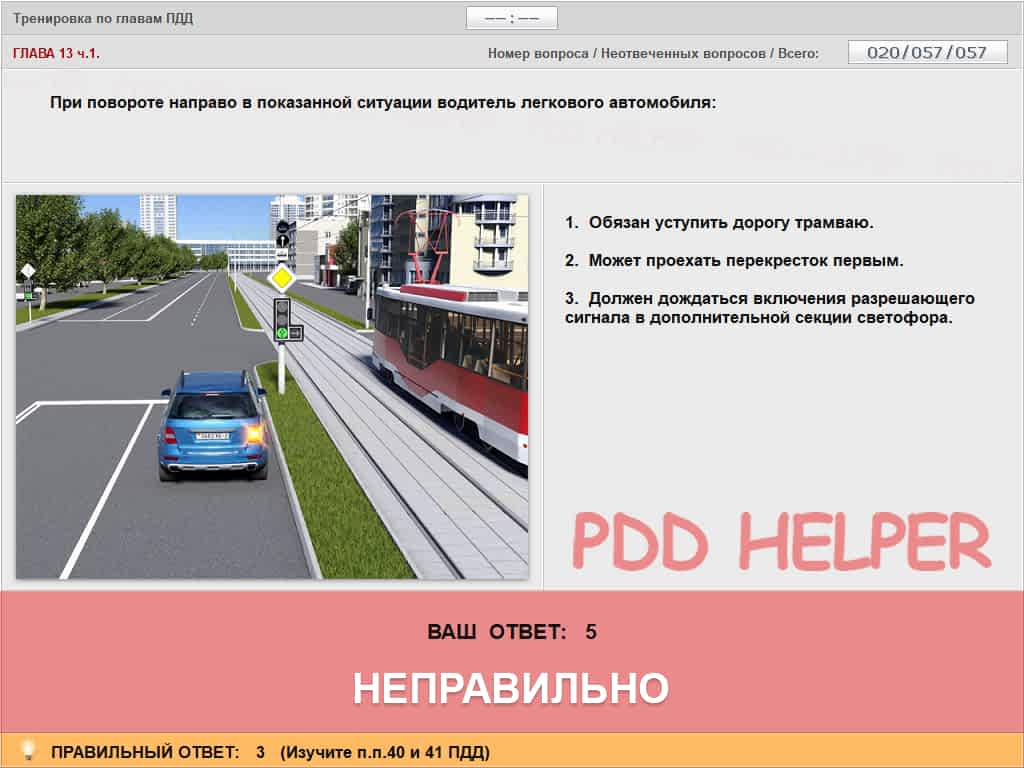 Тренировка по главам ПДД
—— : ——
ГЛАВА 13 ч.1.
Номер вопроса / Неотвеченных вопросов / Всего:
020/057/057
При повороте направо в показанной ситуации водитель легкового автомобиля:
1. Обязан уступить дорогу трамваю.
2. Может проехать перекресток первым.
3. Должен дождаться включения разрешающего
сигнала в дополнительной секции светофора.
PDD HELPER
ВАШ ОТВЕТ: 5
НЕПРАВИЛЬНО
ПРАВИЛЬНЫЙ ОТВЕТ: 3 (Изучите п.п.40 и 41 ПДД)